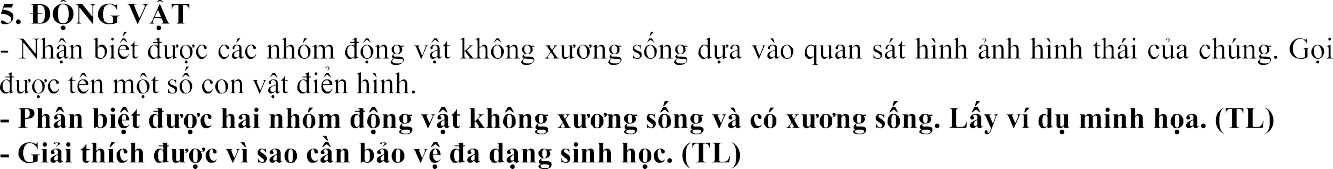 5. ĐỘNG VẬT
- Nhận biết được các nhóm động vật không xương sống dựa vào quan sát hình ảnh hình thái của chúng. Gọi
được tên một số con vật điển hình.
- Phân biệt được hai nhóm động vật không xương sống và có xương sống. Lấy ví dụ minh họa. (TL)
- Giải thích được vì sao cần bảo vệ đa dạng sinh học. (TL)